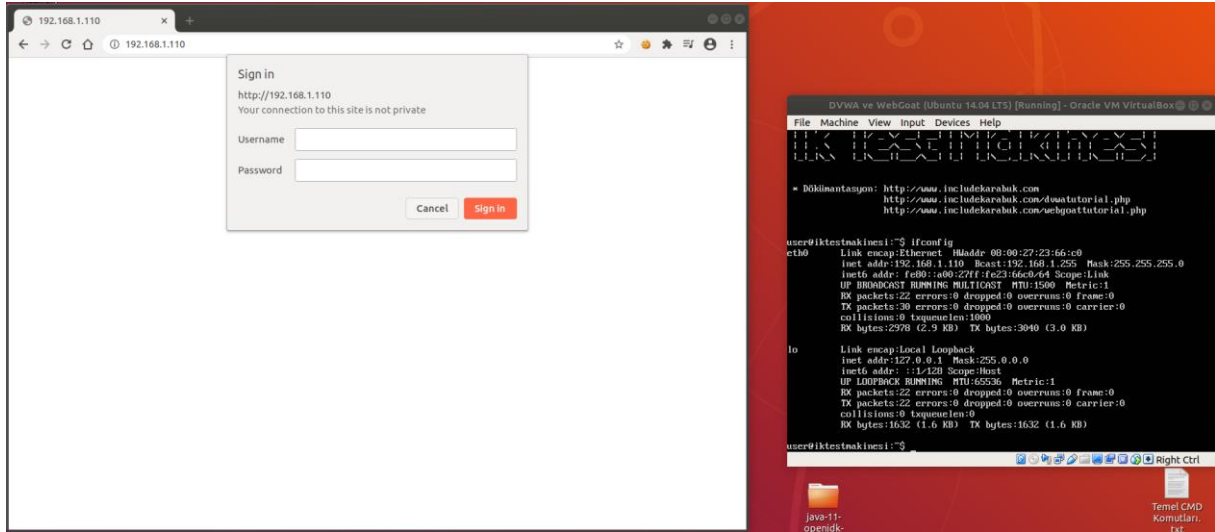 192.168.1.110
192.168.1.110
Sign in
http://192.168.1.110
Your connection to this site is not private
Username
Password
Cancel Sign in
DVWA ve WebGoat (Ubuntu 14.04 LTS) [Running] - Oracle VM VirtualBox
File Machine View Input Devices Help
IK Test Makinesi
* Dökümantasyon: http://www.includekarabuk.com
http://www.includekarabuk.com/dvwatutorial.php
http://www.includekarabuk.com/webgoattutorial.php
user@iktestmakinesi:~$ ifconfig
eth0 Link encap:Ethernet HWaddr 08:00:27:23:66:c0
inet addr:192.168.1.110 Bcast:192.168.1.255 Mask:255.255.255.0
inet6 addr: fe80::a00:27ff:fe23:66c0/64 Scope:Link
UP BROADCAST RUNNING MULTICAST MTU:1500 Metric:1
RX packets:22 errors:0 dropped:0 overruns:0 frame:0
TX packets:30 errors:0 dropped:0 overruns:0 carrier:0
collisions:0 txqueuelen:1000
RX bytes:2978 (2.9 KB) TX bytes:3040 (3.0 KB)
lo Link encap:Local Loopback
inet addr:127.0.0.1 Mask:255.0.0.0
inet6 addr: ::1/128 Scope:Host
UP LOOPBACK RUNNING MTU:65536 Metric:1
RX packets:22 errors:0 dropped:0 overruns:0 frame:0
TX packets:22 errors:0 dropped:0 overruns:0 carrier:0
collisions:0 txqueuelen:0
RX bytes:1632 (1.6 KB) TX bytes:1632 (1.6 KB)
user@iktestmakinesi:~$ _
Right Ctrl
java-11-
openjdk-
Temel CMD
Komutları.
txt